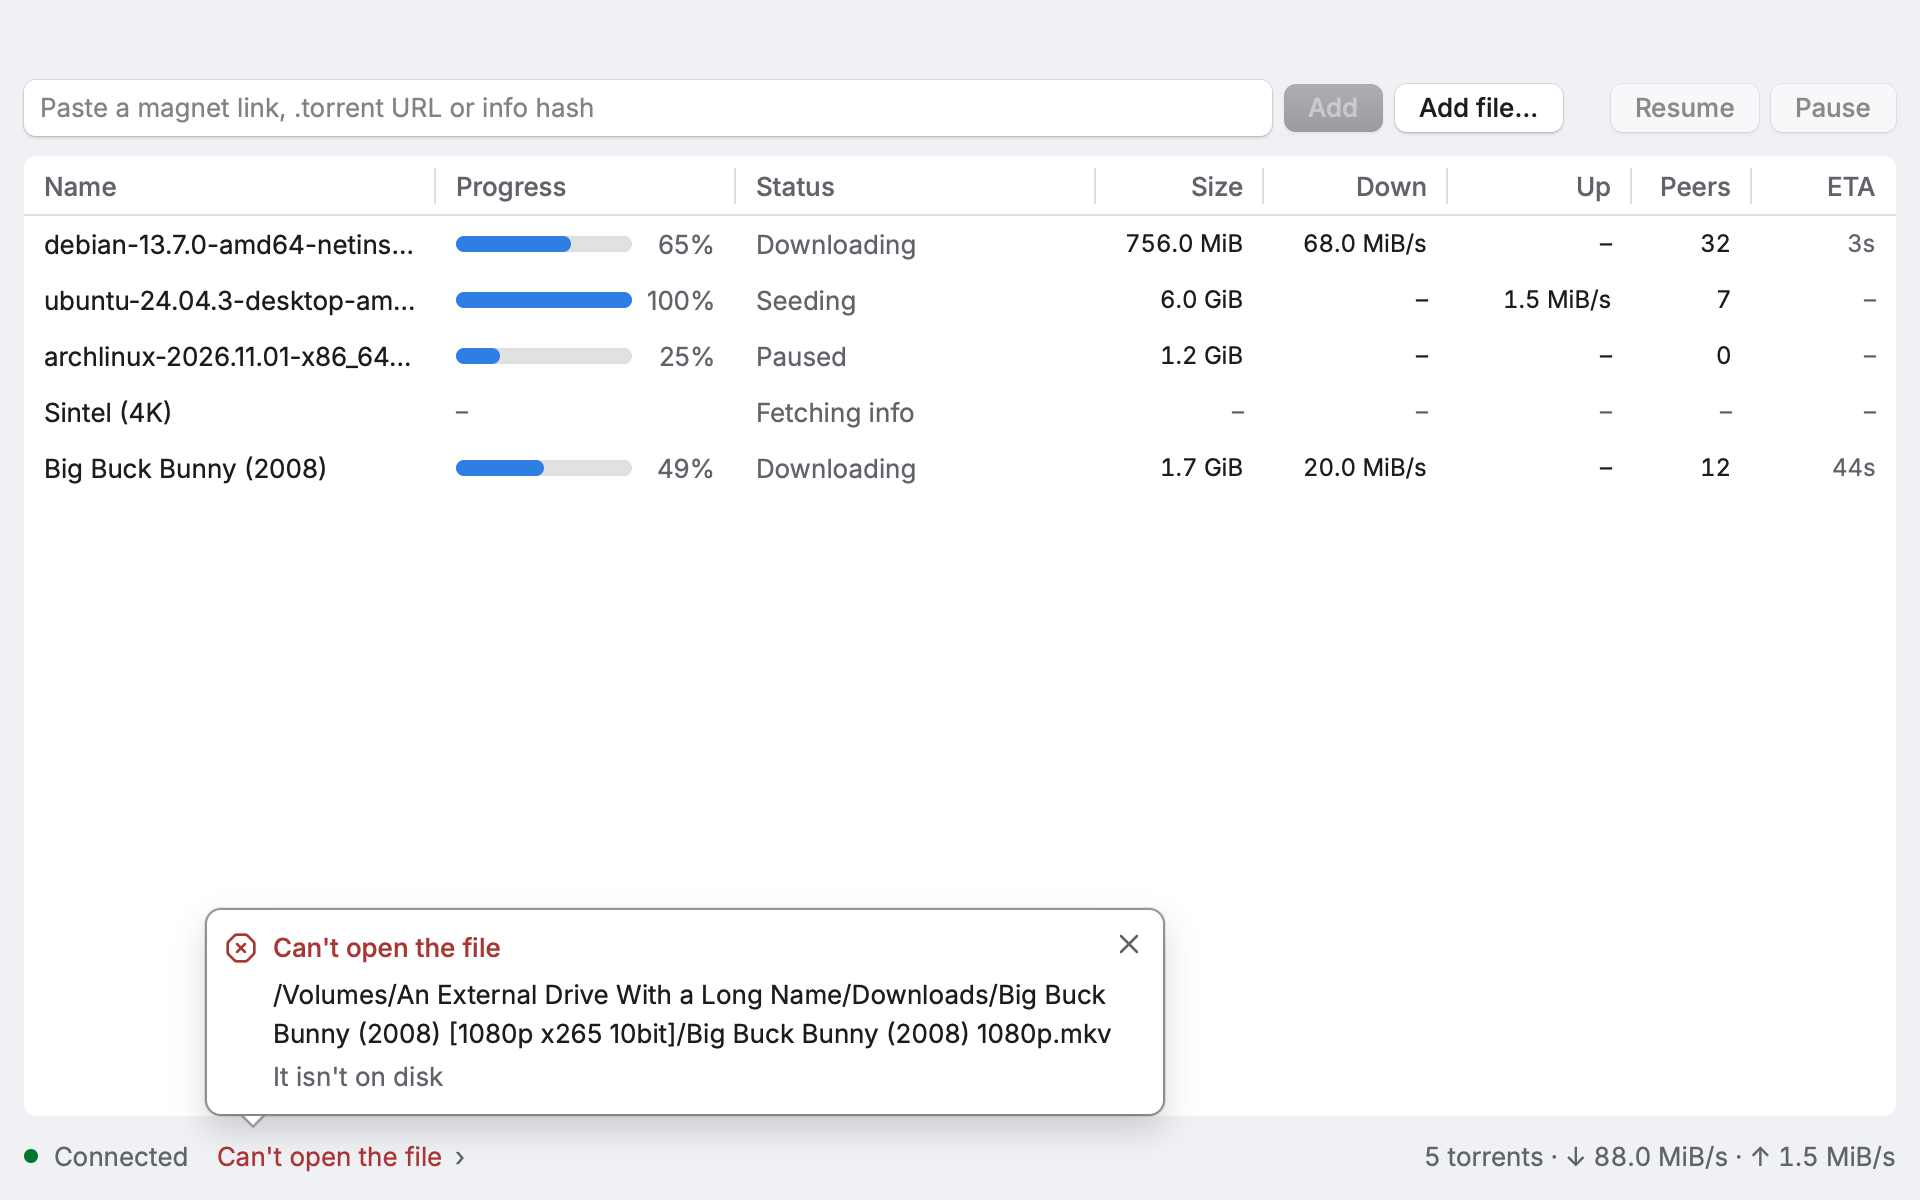 Paste a magnet link, .torrent URL or info hash
Add
Add file...
Resume
Pause
Name Progress Status Size Down Up Peers ETA
debian-13.7.0-amd64-netins... 65% Downloading 756.0 MiB 68.0 MiB/s – 32 3s
ubuntu-24.04.3-desktop-am... 100% Seeding 6.0 GiB – 1.5 MiB/s 7 –
archlinux-2026.11.01-x86_64... 25% Paused 1.2 GiB – – 0 –
Sintel (4K) – Fetching info – – – – –
Big Buck Bunny (2008) 49% Downloading 1.7 GiB 20.0 MiB/s – 12 44s
Can't open the file
/Volumes/An External Drive With a Long Name/Downloads/Big Buck
Bunny (2008) [1080p x265 10bit]/Big Buck Bunny (2008) 1080p.mkv
It isn't on disk
Connected Can't open the file ›
5 torrents · ↓ 88.0 MiB/s · ↑ 1.5 MiB/s